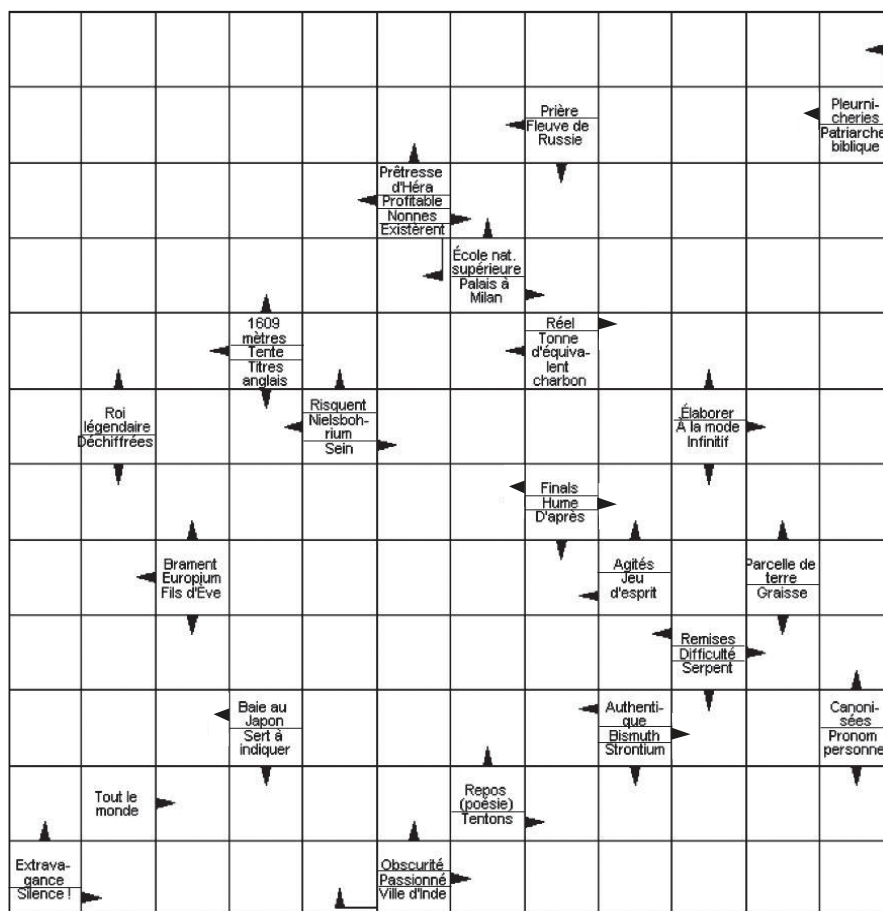 Prière
Fleuve de
Russie
Pleurni-
cheries
Patriarche
biblique
Prêtresse
d'Héra
Profitable
Nonnes
Existèrent
École nat.
supérieure
Palais à
Milan
1609
mètres
Tente
Titres
anglais
Réel
Tonne
d'équiva-
lent
charbon
Roi
légendaire
Déchiffrées
Risquent
Nielsboh-
rium
Sein
Élaborer
À la mode
Infinitif
Finals
Hume
D'après
Brament
Europium
Fils d'Ève
Agités
Jeu
d'esprit
Parcelle de
terre
Graisse
Remises
Difficulté
Serpent
Baie au
Japon
Sert à
indiquer
Authenti-
que
Bismuth
Strontium
Canoni-
sées
Pronom
personne
Tout le
monde
Repos
(poésie)
Tentons
Extrava-
gance
Silence !
Obscurité
Passionné
Ville d'Inde